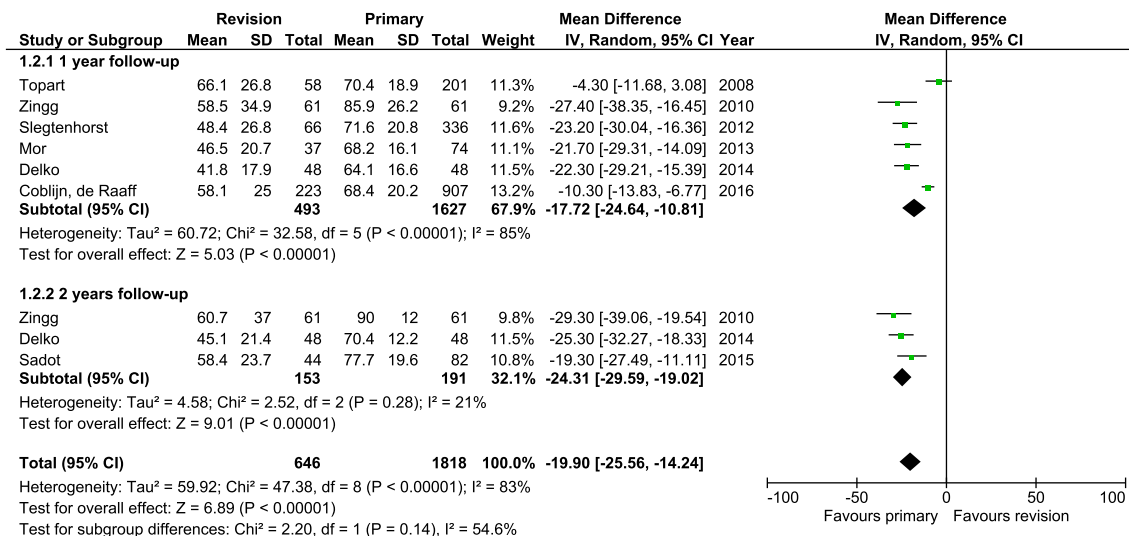 Revision Primary Mean Difference Mean Difference
Study or Subgroup Mean SD Total Mean SD Total Weight IV, Random, 95% CI Year IV, Random, 95% CI
1.2.1 1 year follow-up
Topart 66.1 26.8 58 70.4 18.9 201 11.3% -4.30 [-11.68, 3.08] 2008
Zingg 58.5 34.9 61 85.9 26.2 61 9.2% -27.40 [-38.35, -16.45] 2010
Slegtenhorst 48.4 26.8 66 71.6 20.8 336 11.6% -23.20 [-30.04, -16.36] 2012
Mor 46.5 20.7 37 68.2 16.1 74 11.1% -21.70 [-29.31, -14.09] 2013
Delko 41.8 17.9 48 64.1 16.6 48 11.5% -22.30 [-29.21, -15.39] 2014
Coblijn, de Raaff 58.1 25 223 68.4 20.2 907 13.2% -10.30 [-13.83, -6.77] 2016
Subtotal (95% CI) 493 1627 67.9% -17.72 [-24.64, -10.81]
Heterogeneity: Tau² = 60.72; Chi² = 32.58, df = 5 (P < 0.00001); I² = 85%
Test for overall effect: Z = 5.03 (P < 0.00001)
1.2.2 2 years follow-up
Zingg 60.7 37 61 90 12 61 9.8% -29.30 [-39.06, -19.54] 2010
Delko 45.1 21.4 48 70.4 12.2 48 11.5% -25.30 [-32.27, -18.33] 2014
Sadot 58.4 23.7 44 77.7 19.6 82 10.8% -19.30 [-27.49, -11.11] 2015
Subtotal (95% CI) 153 191 32.1% -24.31 [-29.59, -19.02]
Heterogeneity: Tau² = 4.58; Chi² = 2.52, df = 2 (P = 0.28); I² = 21%
Test for overall effect: Z = 9.01 (P < 0.00001)
Total (95% CI) 646 1818 100.0% -19.90 [-25.56, -14.24]
Heterogeneity: Tau² = 59.92; Chi² = 47.38, df = 8 (P < 0.00001); I² = 83%
Test for overall effect: Z = 6.89 (P < 0.00001)
Test for subgroup differences: Chi² = 2.20, df = 1 (P = 0.14), I² = 54.6%
-100 -50 0 50 100
Favours primary Favours revision